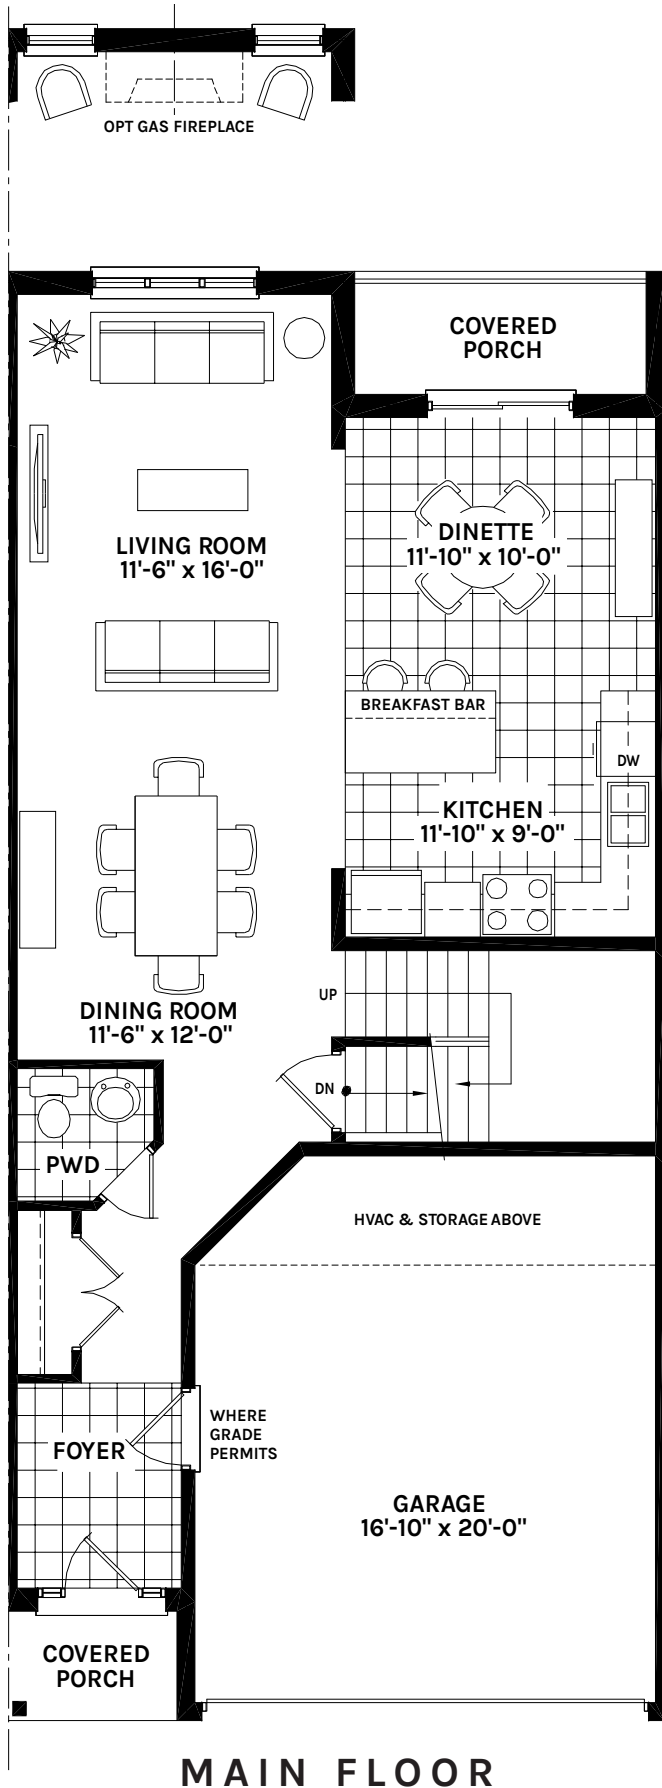 OPT GAS FIREPLACE
COVERED
PORCH
LIVING ROOM
11'-6" x 16'-0"
DINETTE
11'-10" x 10'-0"
BREAKFAST BAR
DW
KITCHEN
11'-10" x 9'-0"
DINING ROOM
11'-6" x 12'-0"
UP
DN
PWD
HVAC & STORAGE ABOVE
WHERE
GRADE
PERMITS
FOYER
GARAGE
16'-10" x 20'-0"
COVERED
PORCH
MAIN FLOOR